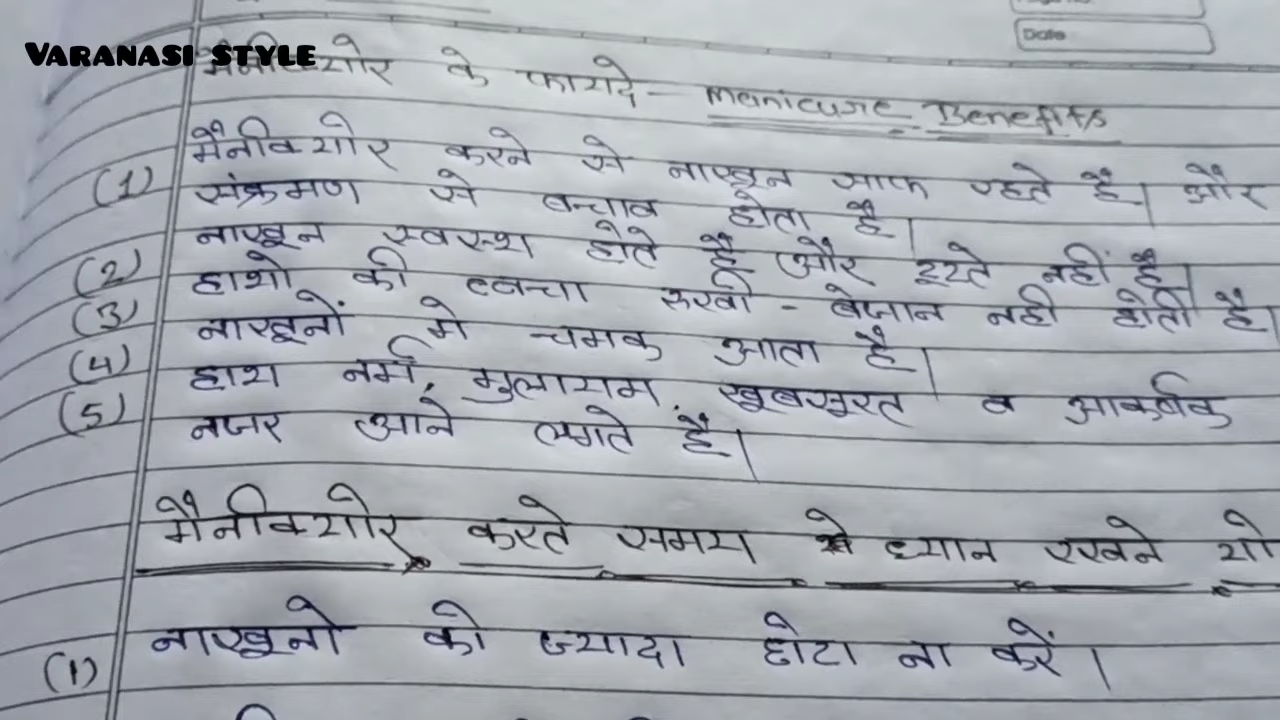 VARANASI STYLE
Date
मैनीक्योर के फायदे - Manicure Benefits
(1) मैनीक्योर करने से नाखून साफ रहते है। और
संक्रमण से बचाव होता है।
(2) नाखून स्वस्थ होते है और टूटते नहीं है।
(3) हाथो की त्वचा रूखी - बेजान नही होती है।
(4) नाखूनों मे चमक आता है।
(5) हाथ नर्म, मुलायम, खूबसुरत व आकर्षक
नजर आने लगते है।
मैनीक्योर करते समय ध्यान रखने यो
(1) नाखूनो को ज्यादा छोटा ना करें।